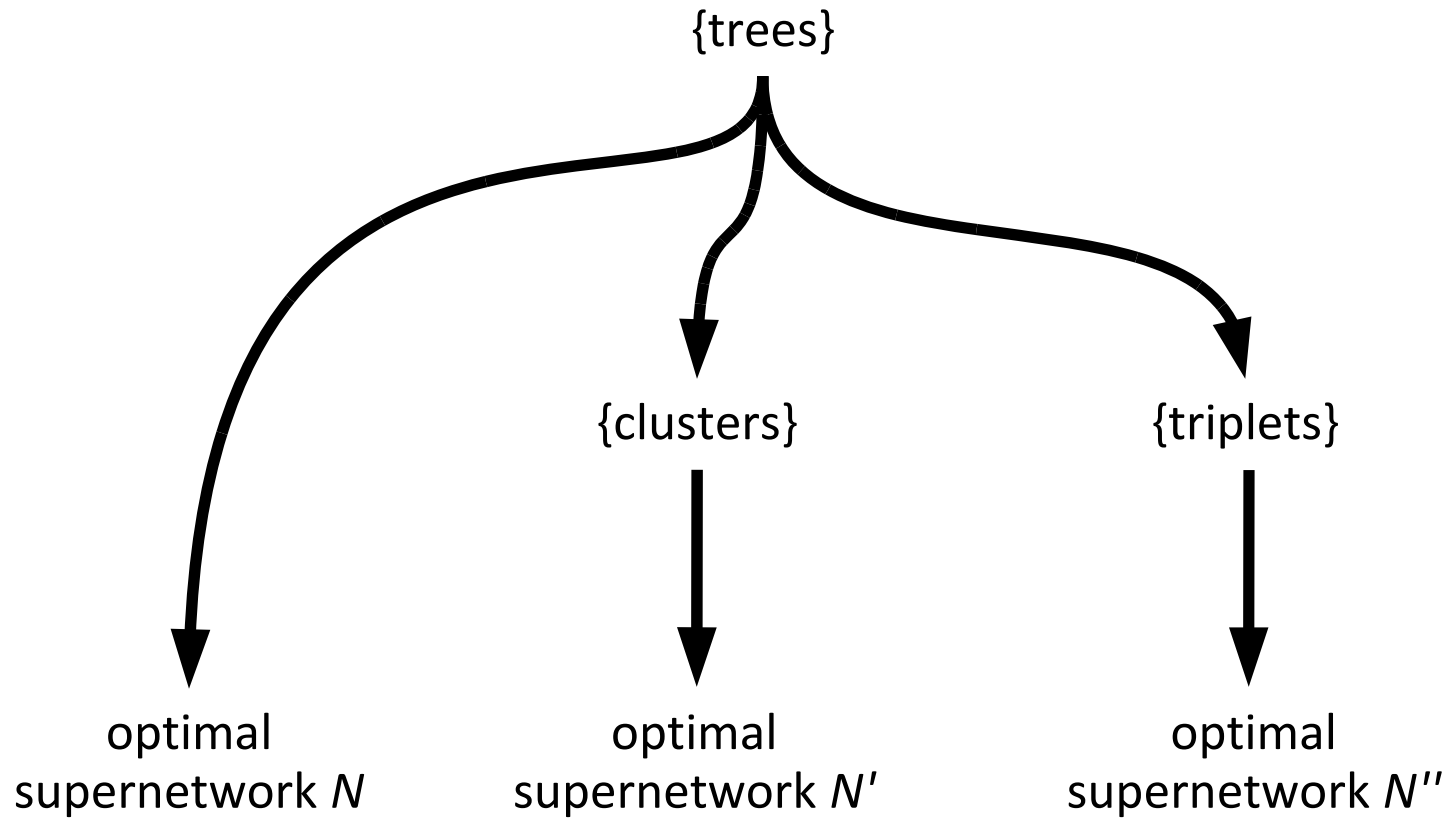 {trees}
{clusters}
{triplets}
optimal
supernetwork N
optimal
supernetwork N'
optimal
supernetwork N''